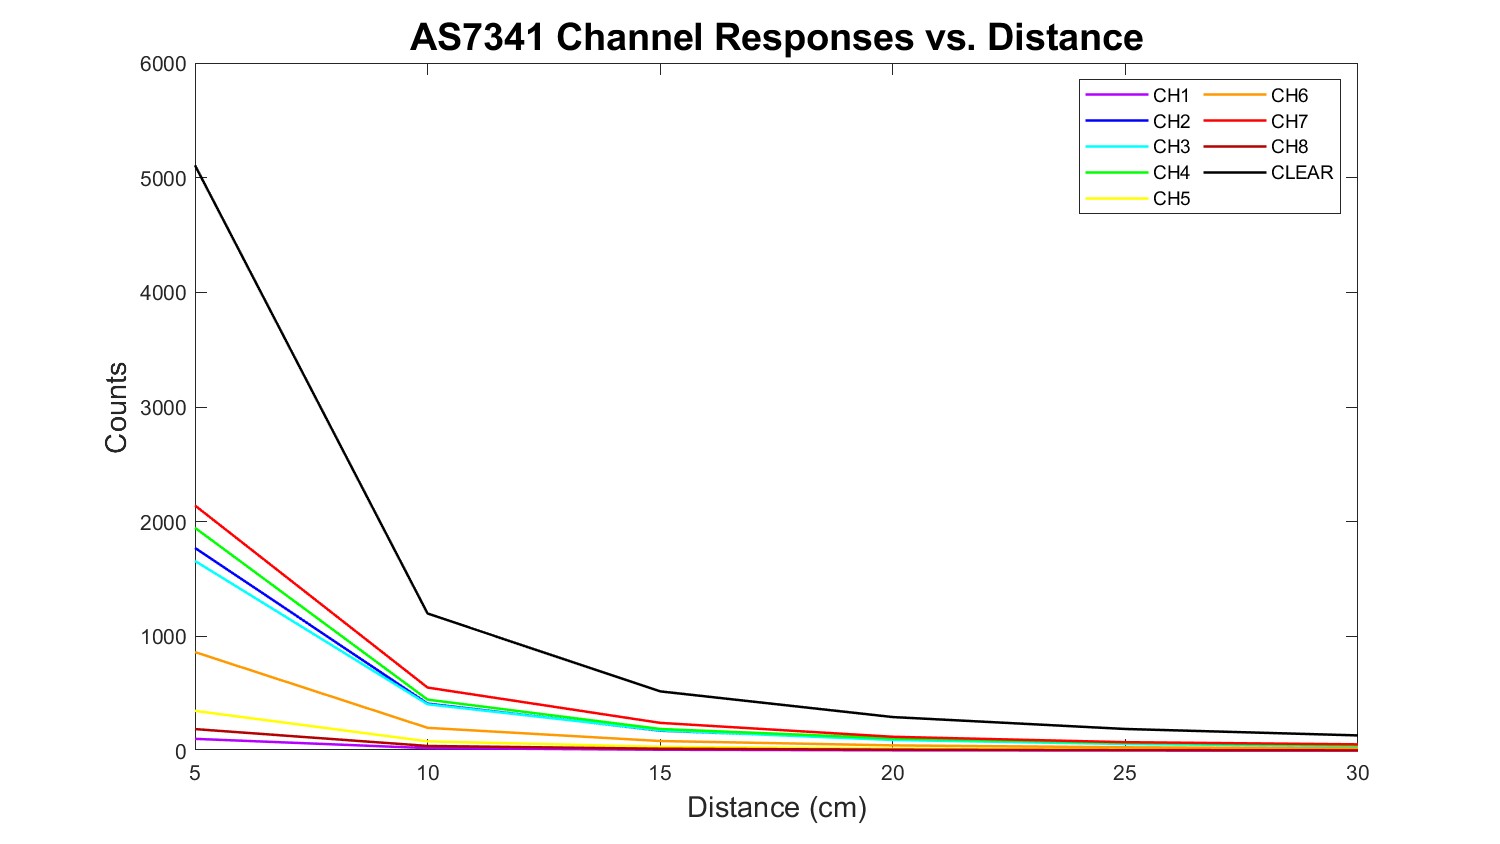 AS7341 Channel Responses vs. Distance
6000
5000
4000
3000
2000
1000
0
Counts
CH1 CH6
CH2 CH7
CH3 CH8
CH4 CLEAR
CH5
5 10 15 20 25 30
Distance (cm)